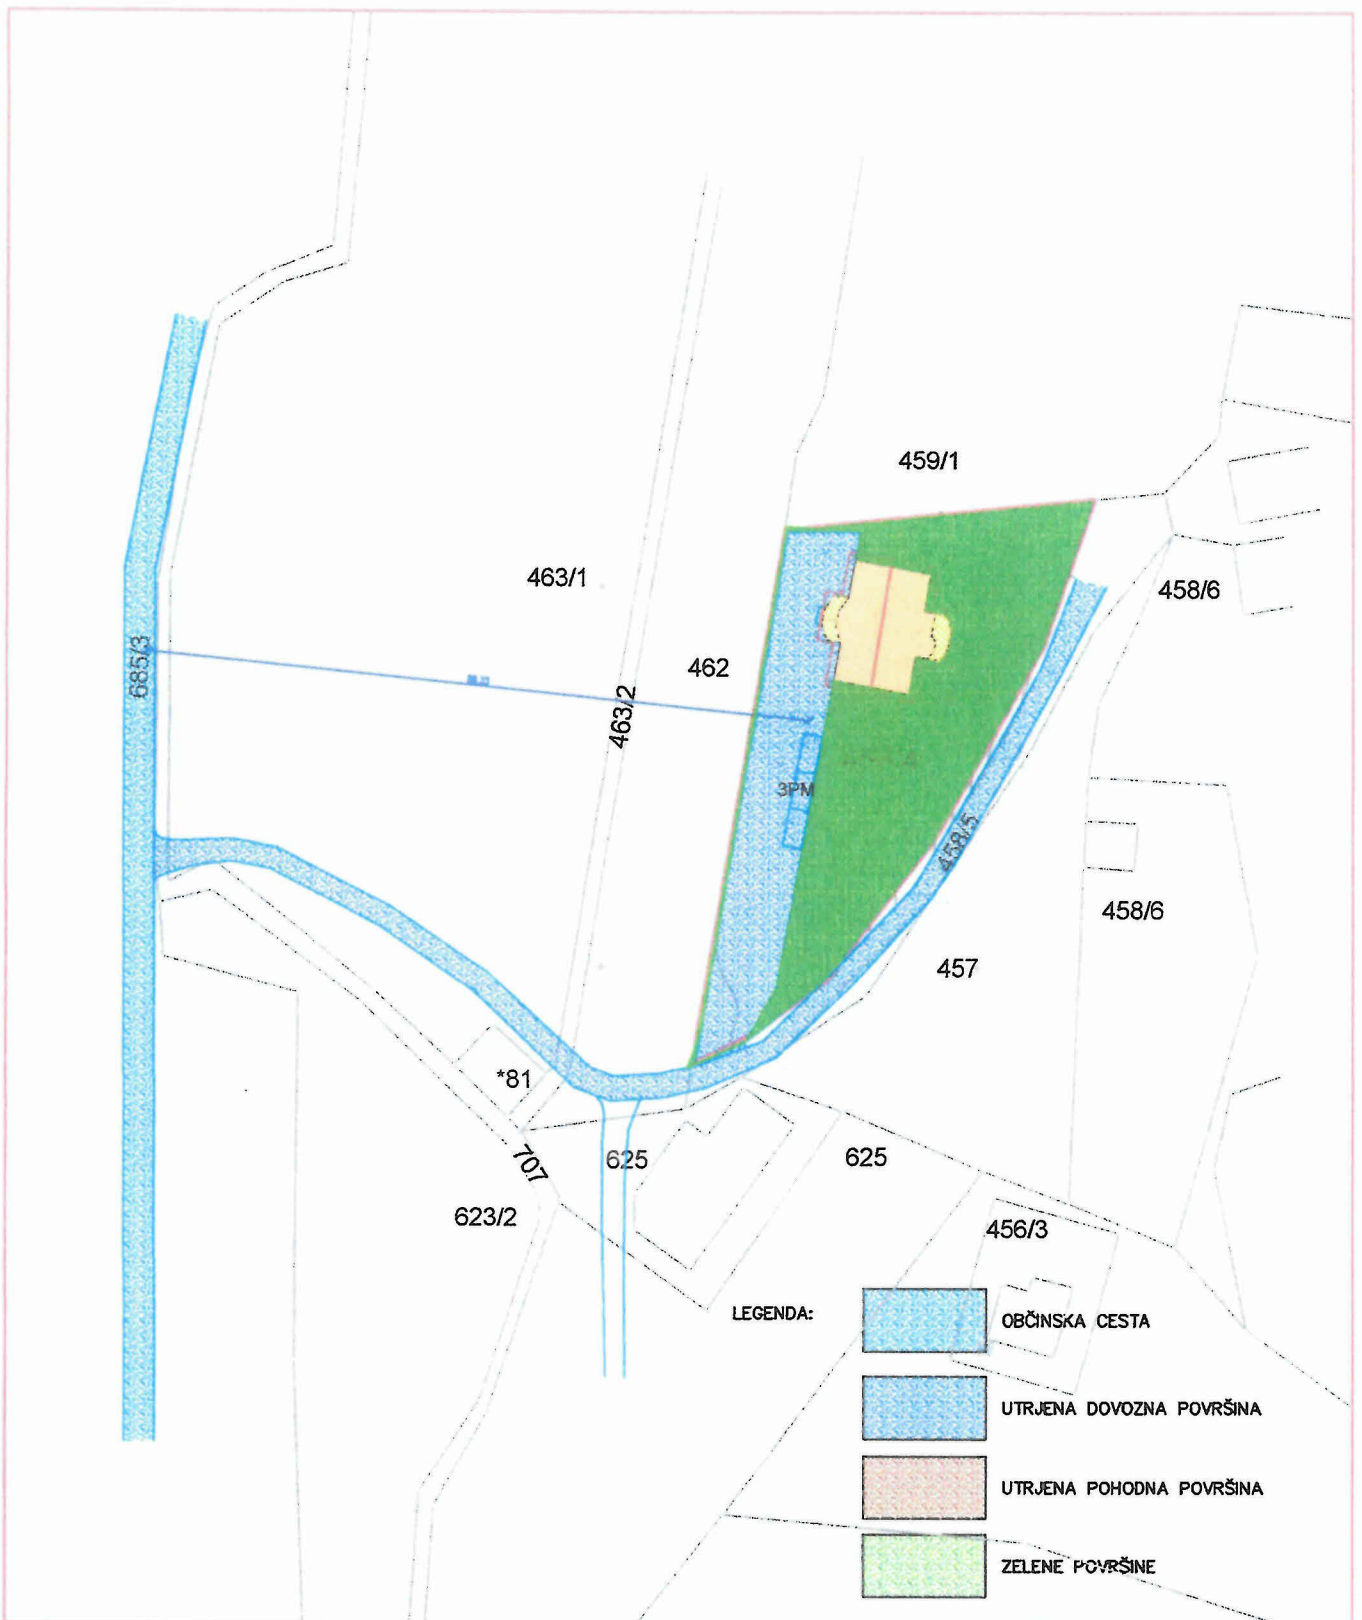 459/1
463/1
458/6
685/3
462
463/2
3PM
458/5
458/6
457
*81
707
625
625
623/2
456/3
LEGENDA:
OBČINSKA CESTA
UTRJENA DOVOZNA POVRŠINA
UTRJENA POHODNA POVRŠINA
ZELENE POVRŠINE